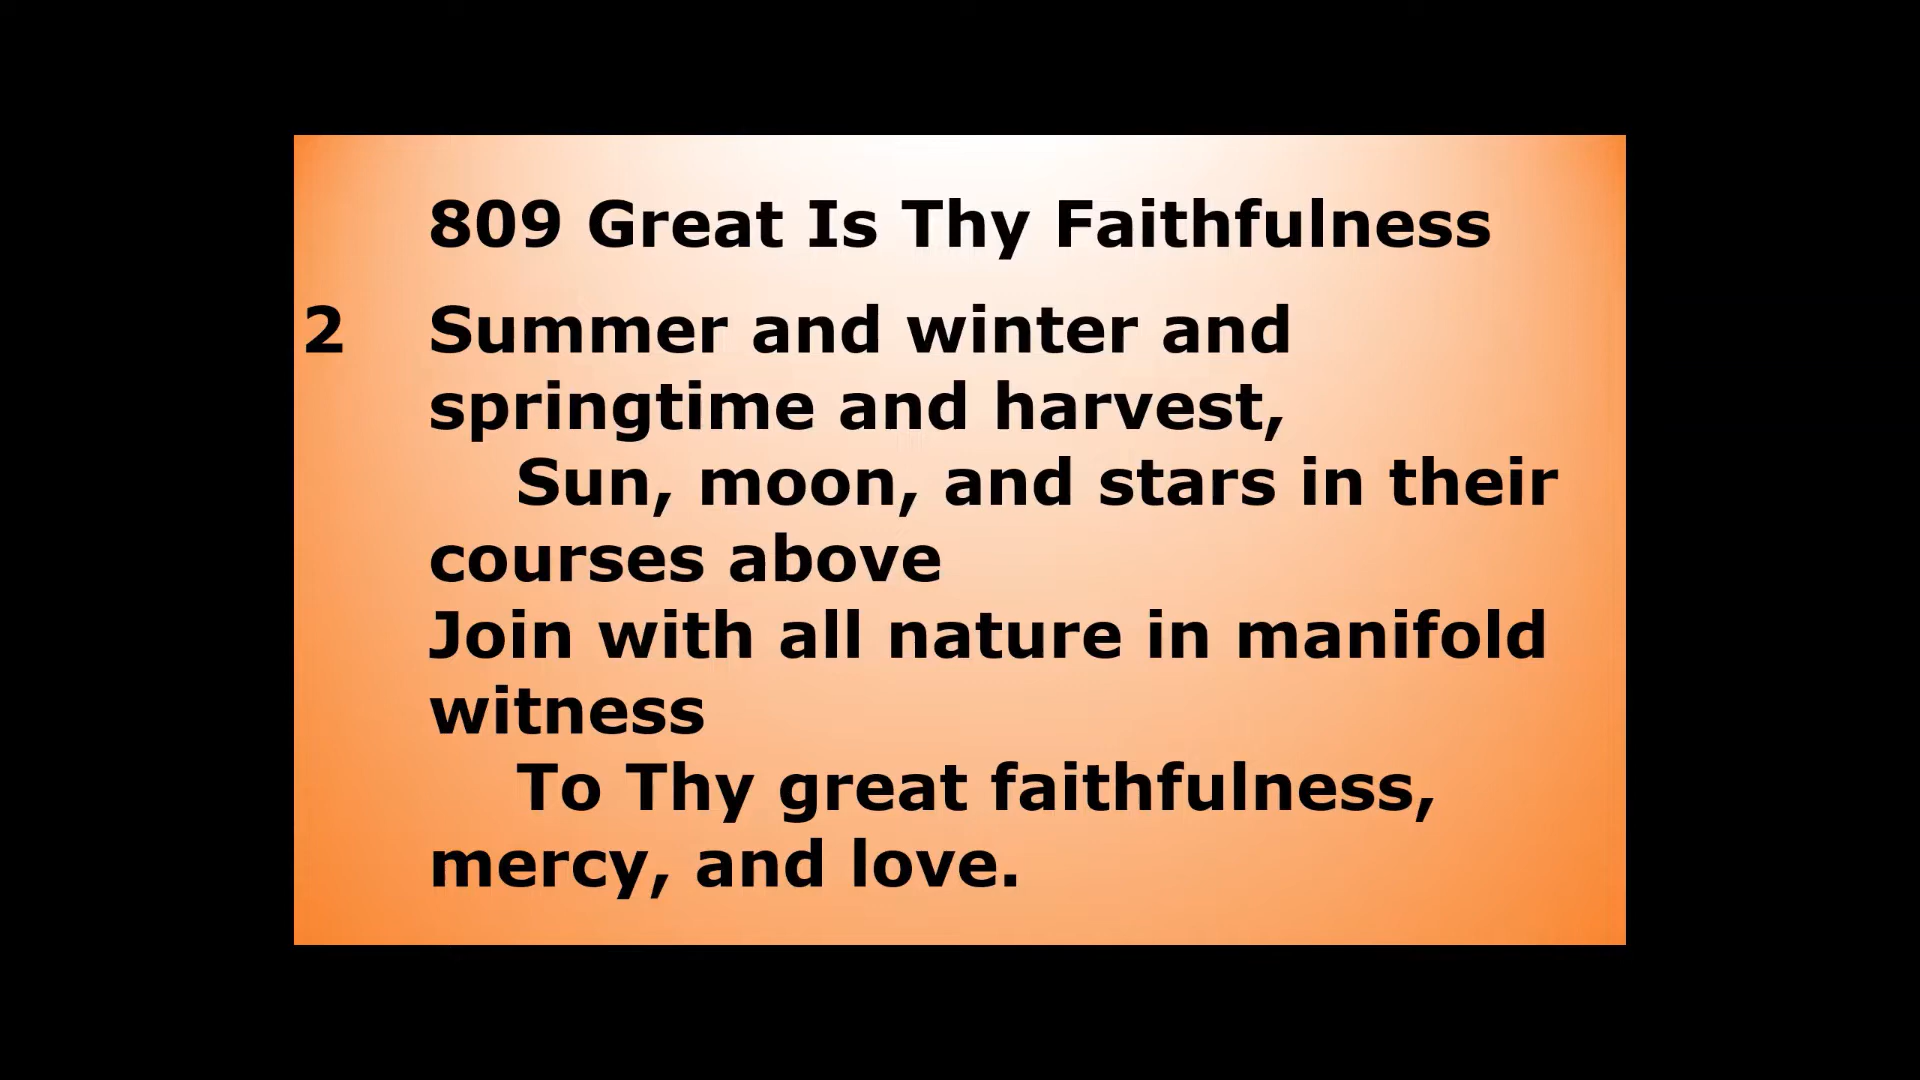 809 Great Is Thy Faithfulness
2 Summer and winter and
springtime and harvest,
Sun, moon, and stars in their
courses above
Join with all nature in manifold
witness
To Thy great faithfulness,
mercy, and love.